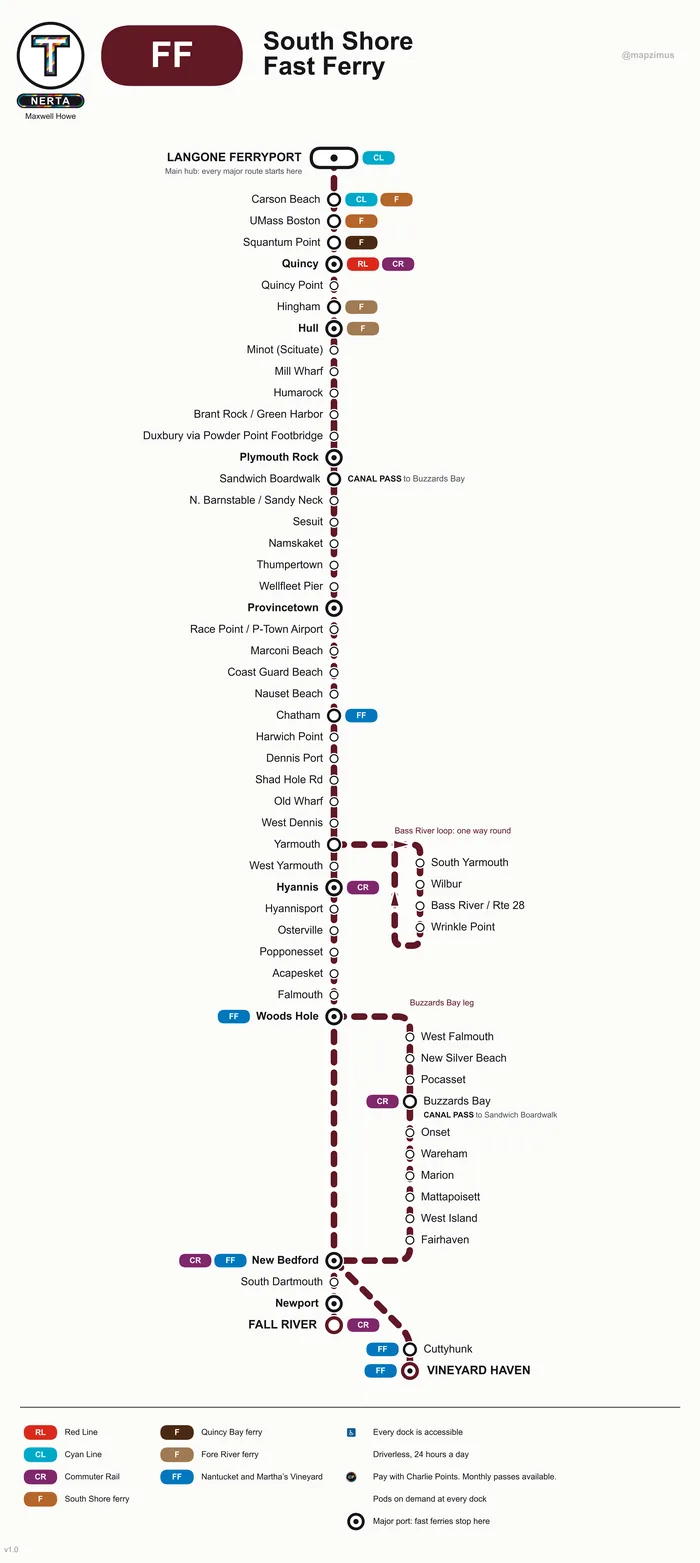 T
NERTA
Maxwell Howe
FF
South Shore
Fast Ferry
@mapzimus
LANGONE FERRYPORT CL
Main hub: every major route starts here
Carson Beach CL F
UMass Boston F
Squantum Point F
Quincy RL CR
Quincy Point
Hingham F
Hull F
Minot (Scituate)
Mill Wharf
Humarock
Brant Rock / Green Harbor
Duxbury via Powder Point Footbridge
Plymouth Rock
Sandwich Boardwalk CANAL PASS to Buzzards Bay
N. Barnstable / Sandy Neck
Sesuit
Namskaket
Thumpertown
Wellfleet Pier
Provincetown
Race Point / P-Town Airport
Marconi Beach
Coast Guard Beach
Nauset Beach
Chatham FF
Harwich Point
Dennis Port
Shad Hole Rd
Old Wharf
West Dennis
Bass River loop: one way round
Yarmouth
South Yarmouth
West Yarmouth
Wilbur
Hyannis CR
Bass River / Rte 28
Hyannisport
Wrinkle Point
Osterville
Popponesset
Acapesket
Falmouth
Buzzards Bay leg
FF Woods Hole
West Falmouth
New Silver Beach
Pocasset
CR Buzzards Bay
CANAL PASS to Sandwich Boardwalk
Onset
Wareham
Marion
Mattapoisett
West Island
Fairhaven
CR FF New Bedford
South Dartmouth
Newport
FALL RIVER CR
FF Cuttyhunk
FF VINEYARD HAVEN
RL Red Line
CL Cyan Line
CR Commuter Rail
F South Shore ferry
F Quincy Bay ferry
F Fore River ferry
FF Nantucket and Martha's Vineyard
Every dock is accessible
Driverless, 24 hours a day
Pay with Charlie Points. Monthly passes available.
Pods on demand at every dock
Major port: fast ferries stop here
v1.0